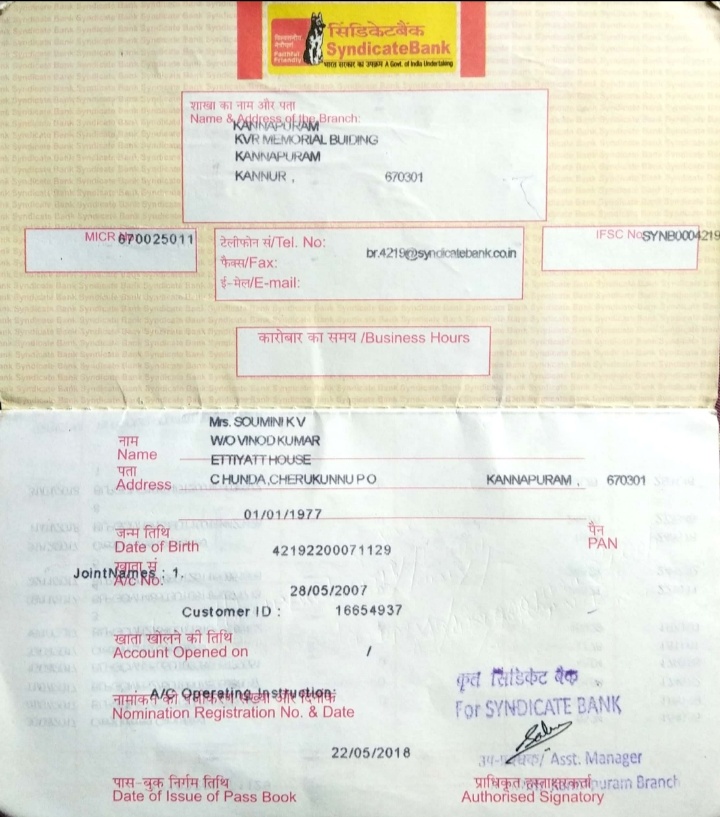 विश्वसनीय
मैत्रीपूर्ण
Faithful
Friendly
सिंडिकेटबैंक
SyndicateBank
भारत सरकार का उपक्रम A Govt. of India Undertaking
शाखा का नाम और पता
Name & Address of the Branch:
KANNAPURAM
KVR MEMORIAL BUIDING
KANNAPURAM
KANNUR , 670301
MICR No 670025011
टेलीफोन सं/Tel. No:
br.4219@syndicatebank.co.in
फैक्स/Fax:
ई-मेल/E-mail:
IFSC No SYNB0004219
कारोबार का समय /Business Hours
Mrs. SOUMINI K V
नाम W/O VINOD KUMAR
Name
ETTIYATT HOUSE
पता
Address CHUNDA,CHERUKUNNU P O KANNAPURAM . 670301
01/01/1977
जन्म तिथि पैन
Date of Birth PAN
42192200071129
खाता सं
JointNames : 1.
A/c No.
28/05/2007
Customer ID : 16654937
खाता खोलने की तिथि
Account Opened on /
A/C Operating Instruction:
नामांकन की पंजीकरण संख्या और दिनांक
Nomination Registration No. & Date
कृते सिंडिकेट बैंक
For SYNDICATE BANK
22/05/2018
Asst. Manager
पास-बुक निर्गम तिथि प्राधिकृत हस्ताक्षरकर्ता
puram Branch
Date of Issue of Pass Book Authorised Signatory